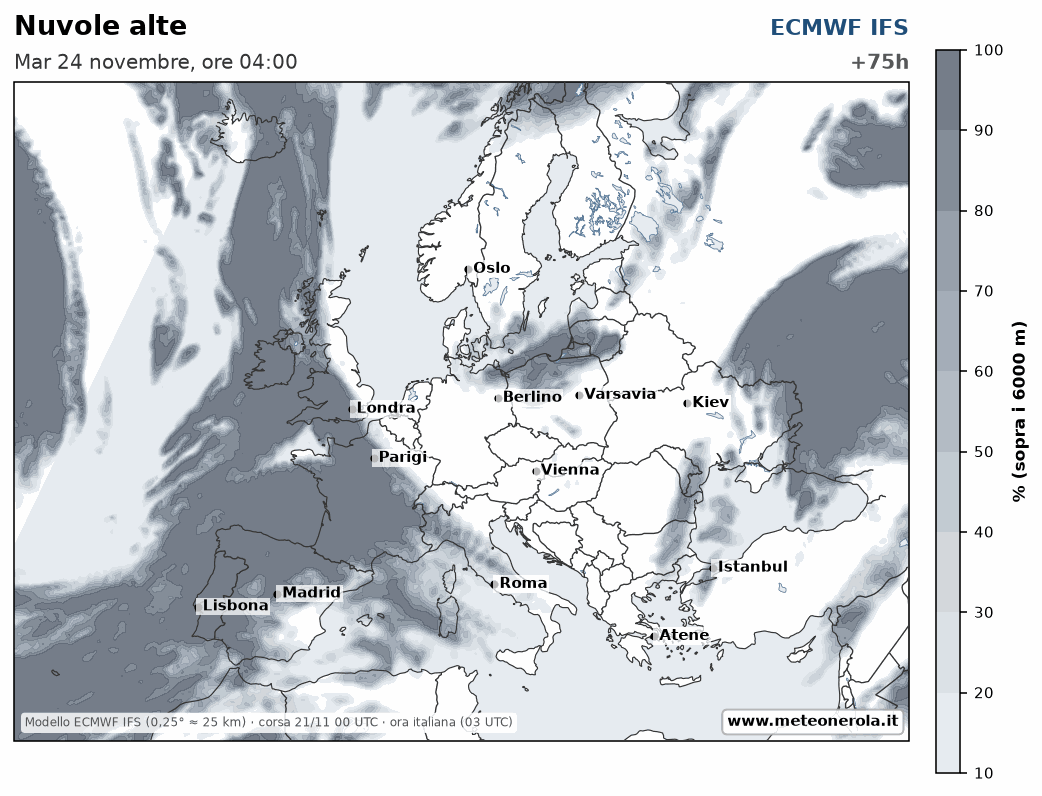 Nuvole alte
ECMWF IFS
Mar 24 novembre, ore 04:00
+75h
100
90
80
70
60
50
40
30
20
10
% (sopra i 6000 m)
Oslo
Berlino
Varsavia
Kiev
Londra
Parigi
Vienna
Istanbul
Roma
Madrid
Lisbona
Atene
Modello ECMWF IFS (0,25° ≈ 25 km) · corsa 21/11 00 UTC · ora italiana (03 UTC)
www.meteonerola.it